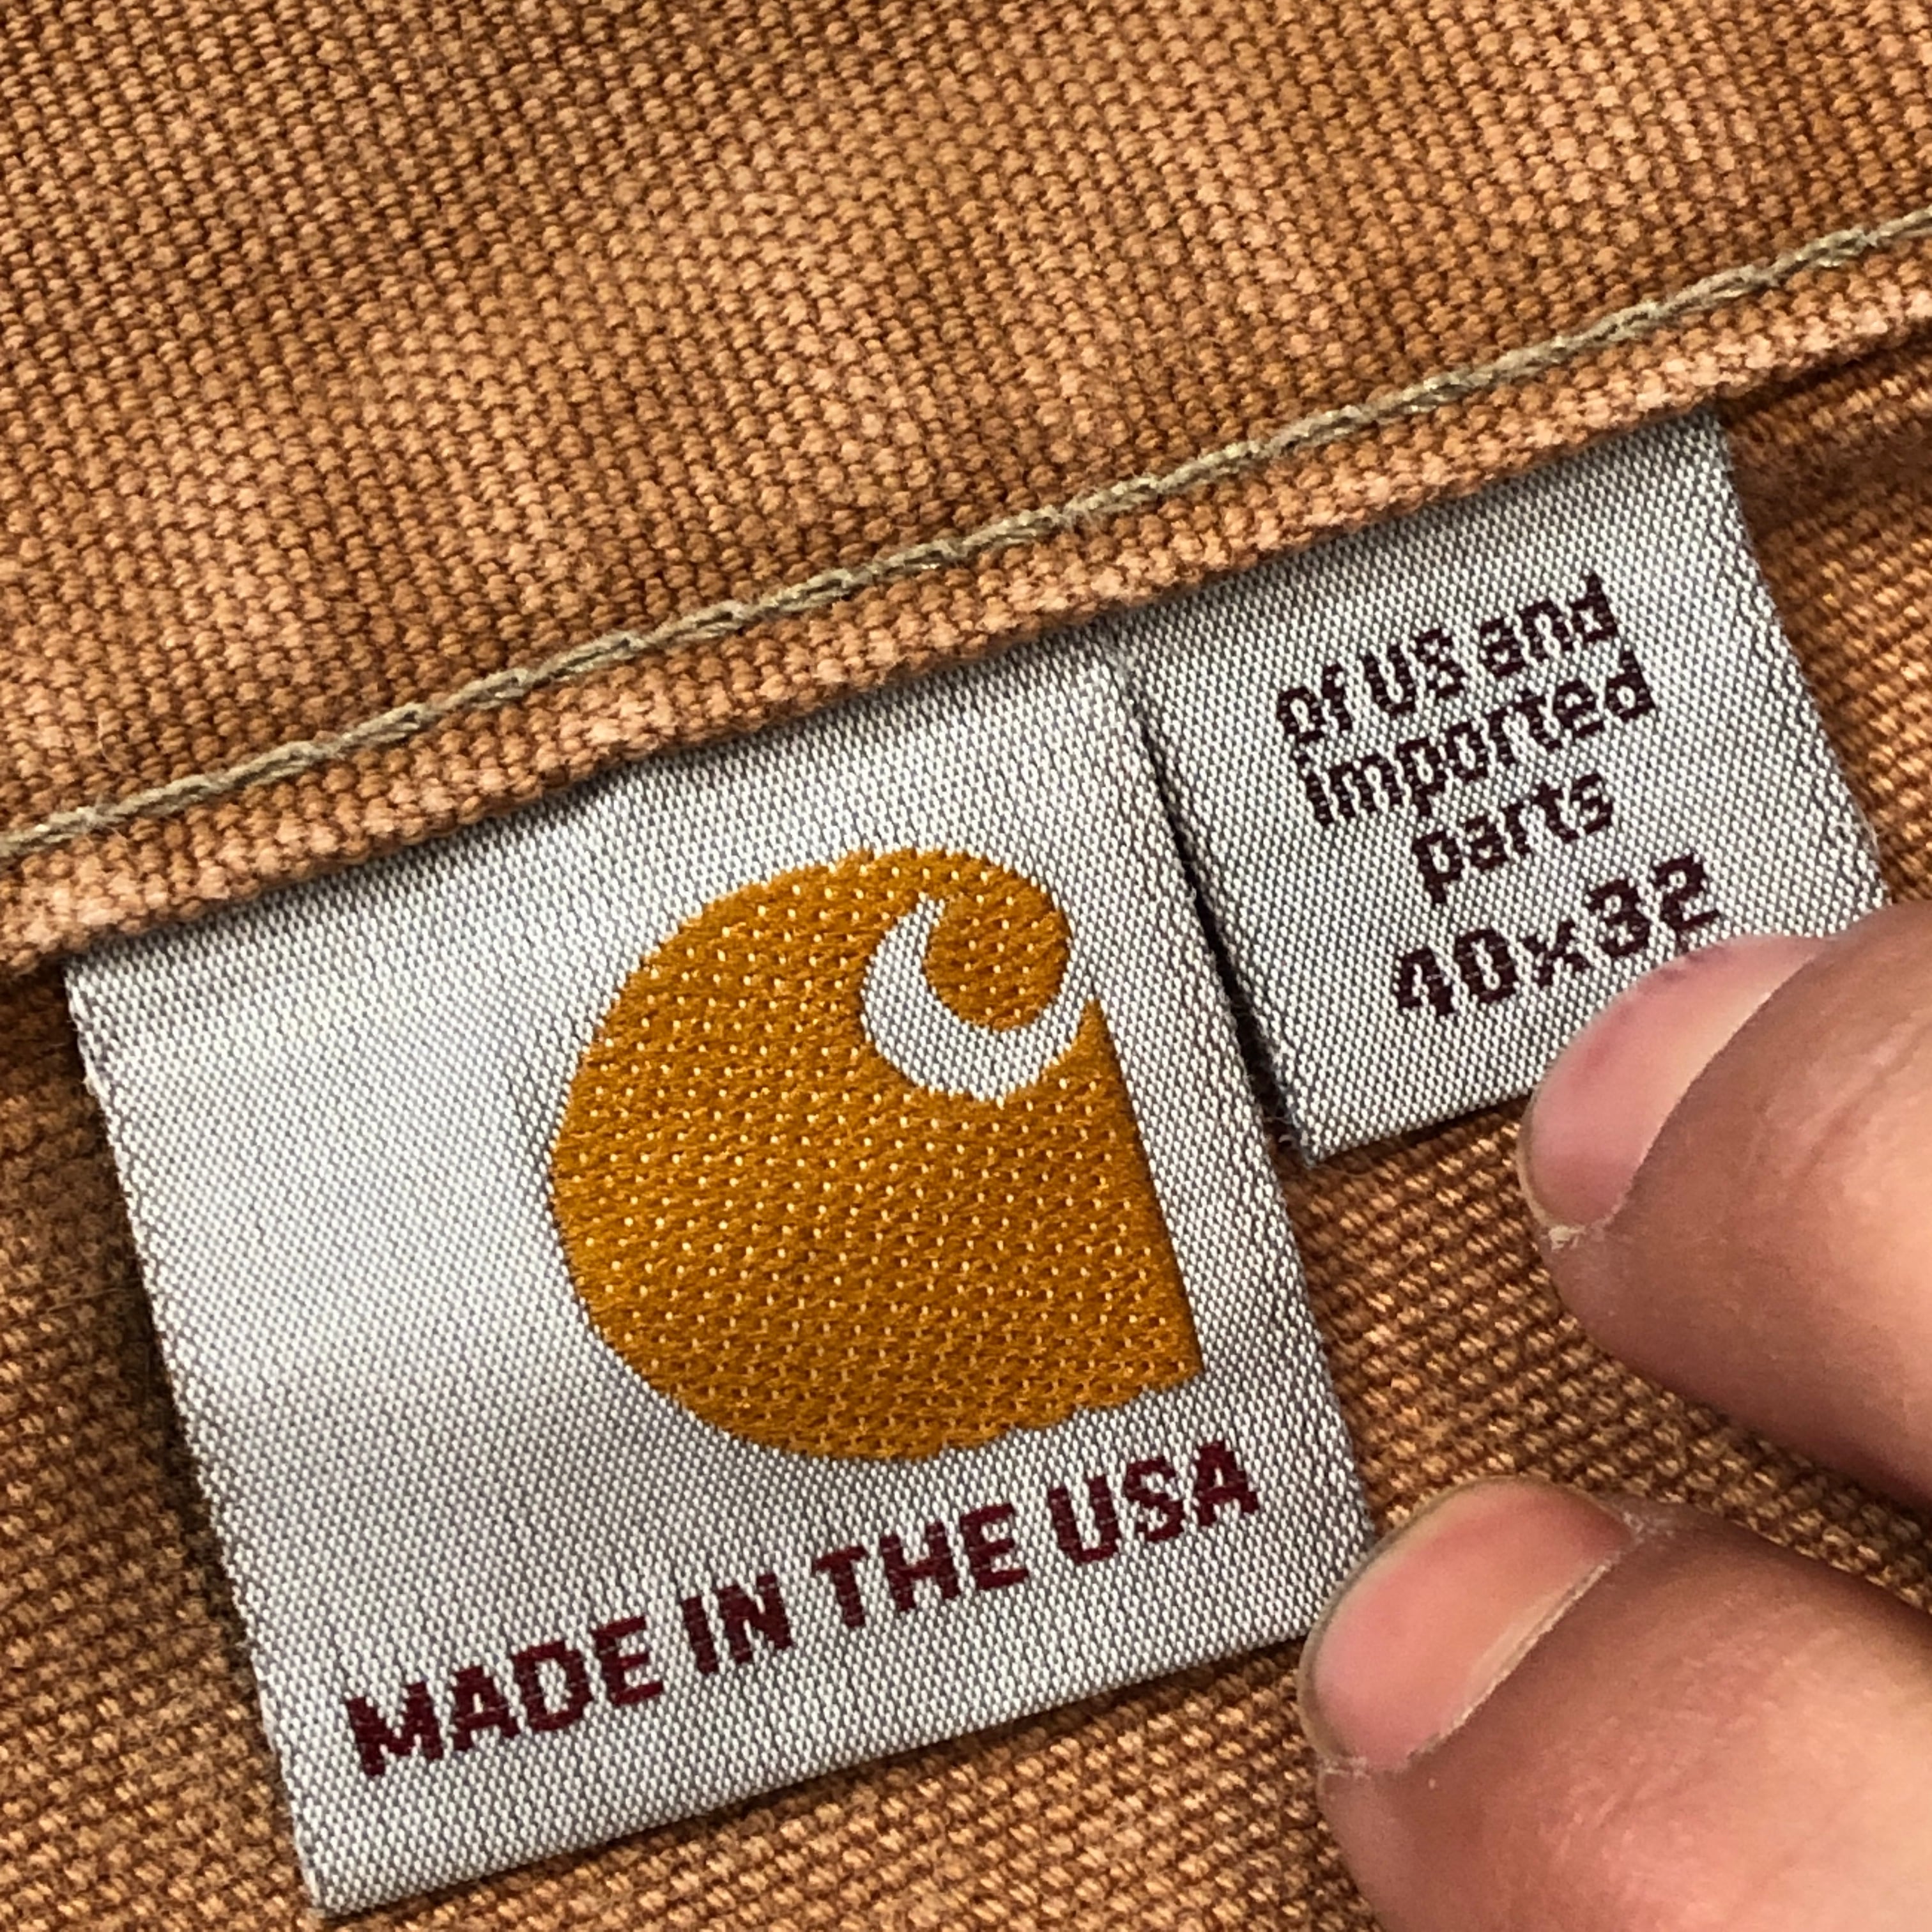 MADE IN THE USA
of US and
imported
parts
40x32